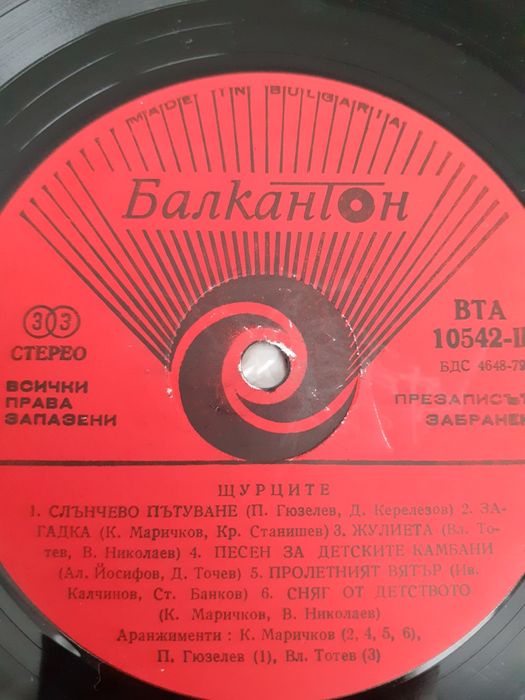 MADE IN BULGARIA
Балкантон
33
СТЕРЕО
ВСИЧКИ
ПРАВА
ЗАПАЗЕНИ
ВТА
10542-II
БДС 4648-79
ПРЕЗАПИСЪТ
ЗАБРАНЕН
ЩУРЦИТЕ
1. СЛЪНЧЕВО ПЪТУВАНЕ (П. Гюзелев, Д. Керелезов) 2. ЗА-
ГАДКА (К. Маричков, Кр. Станишев) 3. ЖУЛИЕТА (Вл. То-
тев, В. Николаев) 4. ПЕСЕН ЗА ДЕТСКИТЕ КАМБАНИ
(Ал. Йосифов, Д. Точев) 5. ПРОЛЕТНИЯТ ВЯТЪР (Ив.
Калчинов, Ст. Банков) 6. СНЯГ ОТ ДЕТСТВОТО
(К. Маричков, В. Николаев)
Аранжименти : К. Маричков (2, 4, 5, 6),
П. Гюзелев (1), Вл. Тотев (3)